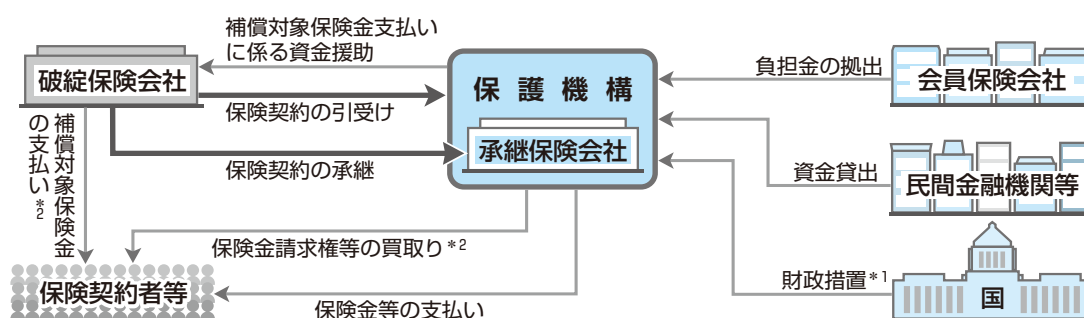 補償対象保険金支払い
に係る資金援助
破綻保険会社
保護機構
負担金の拠出
会員保険会社
保険契約の引受け
補償対象保険金
の支払い*2
承継保険会社
保険契約の承継
資金貸出
民間金融機関等
保険金請求権等の買取り*2
財政措置*1
国
保険契約者等
保険金等の支払い